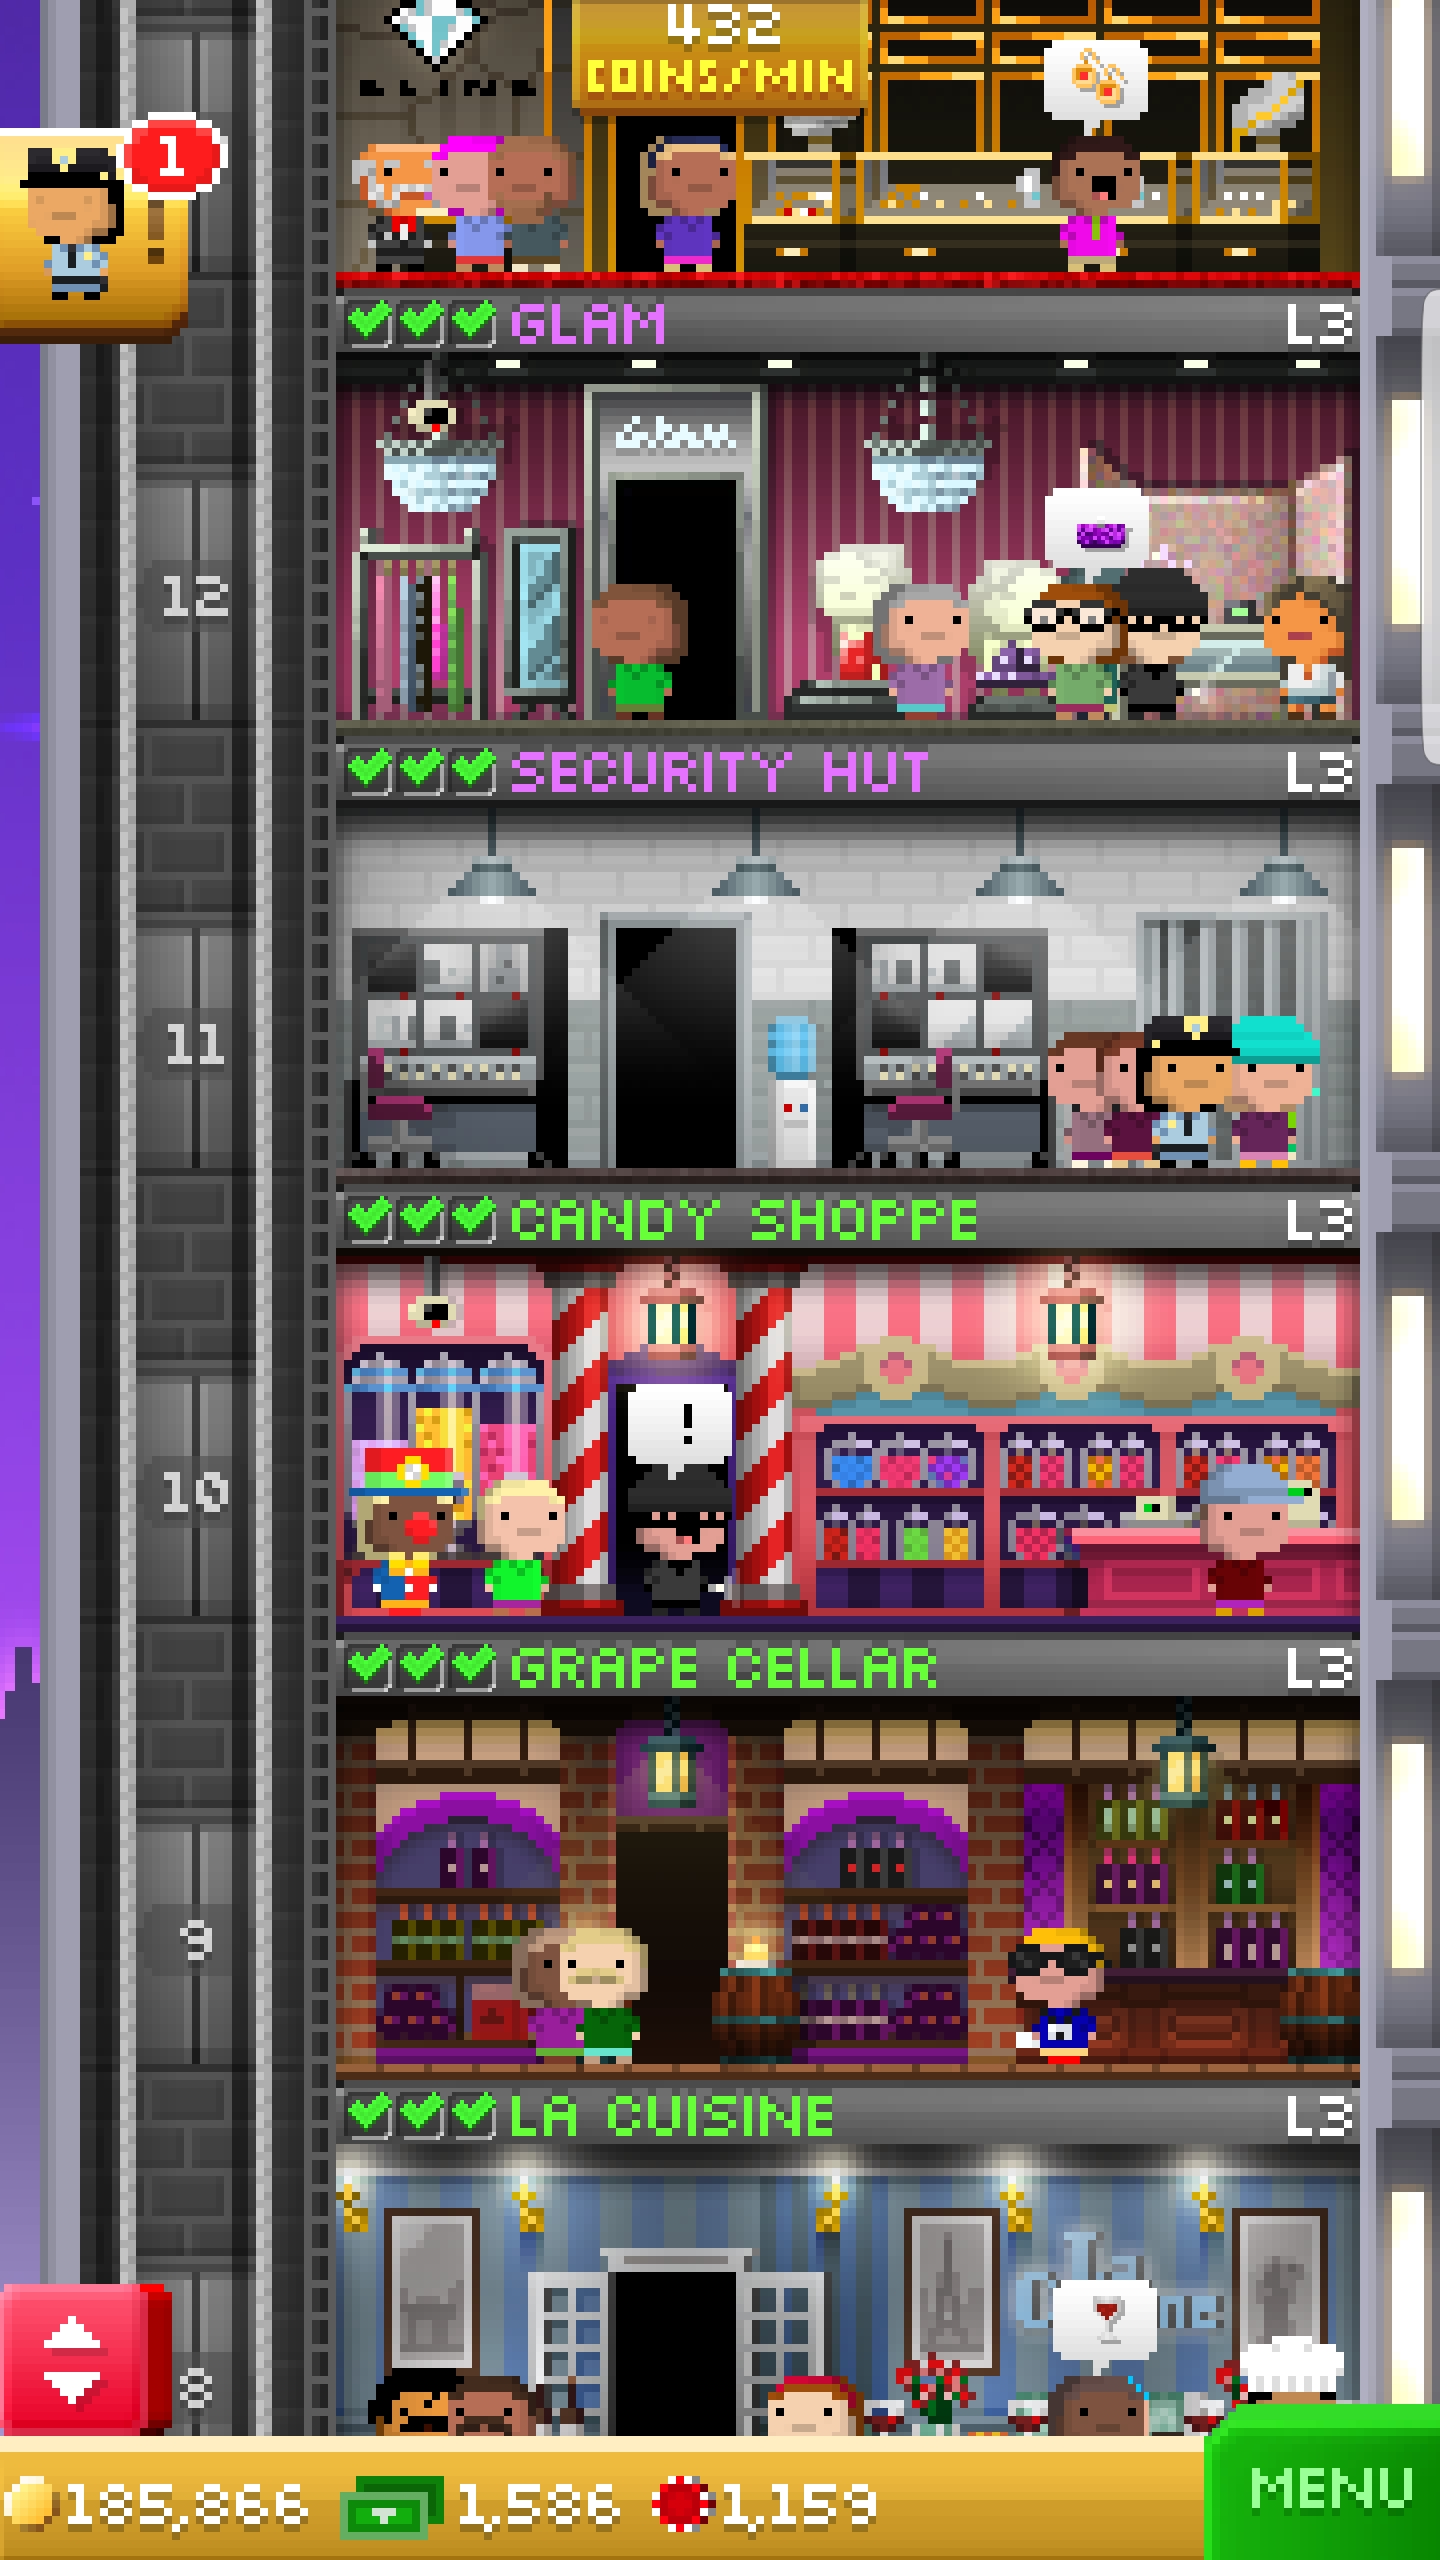 BLING
432
COINS/MIN
1
GLAM L3
Glam
12
SECURITY HUT L3
11
CANDY SHOPPE L3
!
10
GRAPE CELLAR L3
9
LA CUISINE L3
La
8
185,866 1,586 1,159
MENU